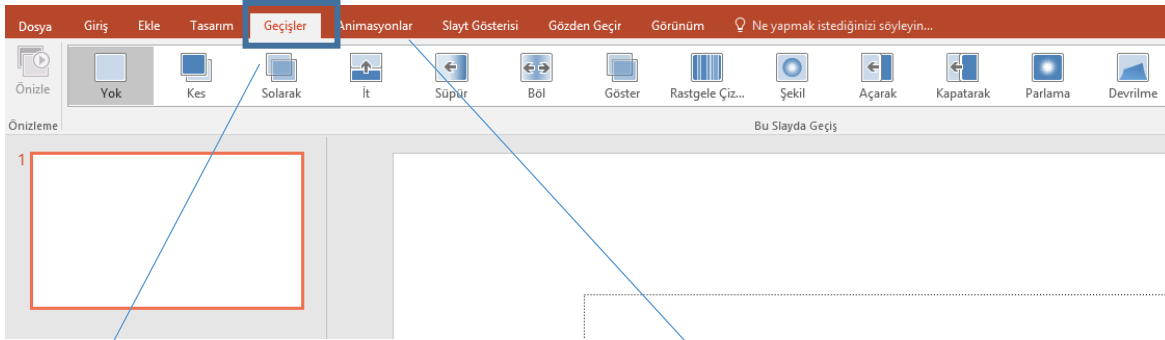 Dosya Giriş Ekle Tasarım Geçişler Animasyonlar Slayt Gösterisi Gözden Geçir Görünüm Ne yapmak istediğinizi söyleyin...
Önizle Yok Kes Solarak İt Süpür Böl Göster Rastgele Çiz... Şekil Açarak Kapatarak Parlama Devrilme
Önizleme Bu Slayda Geçiş
1